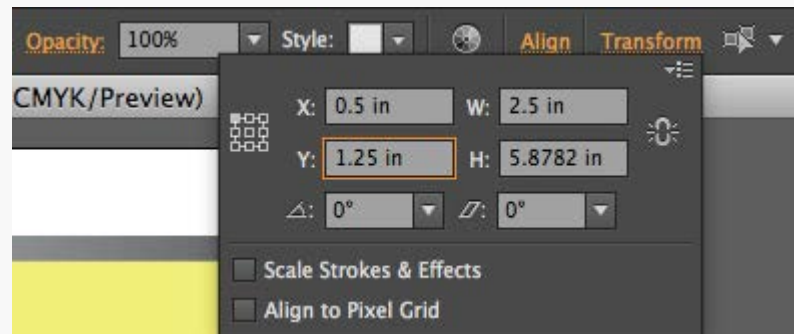 Opacity: 100% Style: Align Transform
CMYK/Preview)
X: 0.5 in W: 2.5 in
Y: 1.25 in H: 5.8782 in
0° 0°
Scale Strokes & Effects
Align to Pixel Grid